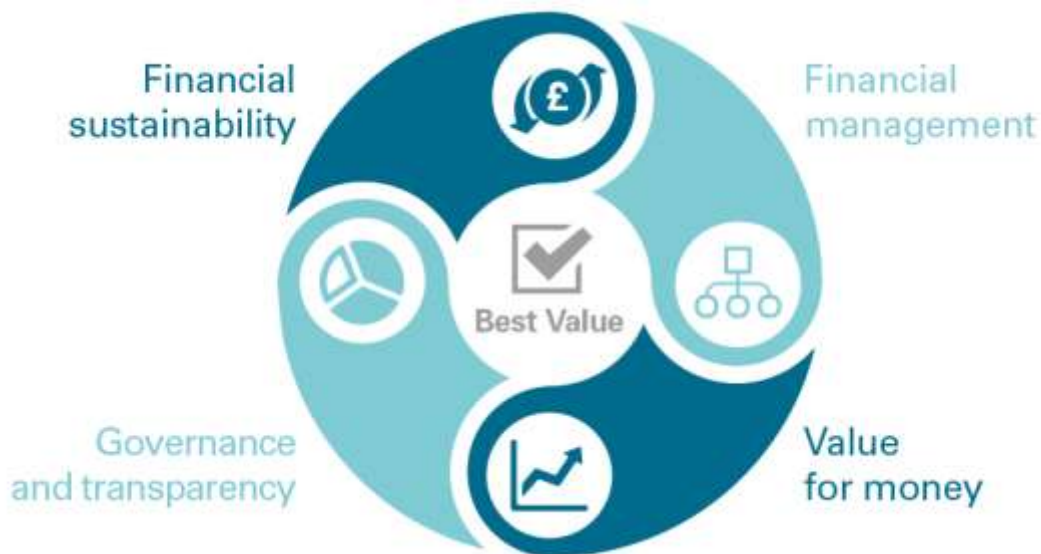 Financial
sustainability
Financial
management
£
Best Value
Governance
and transparency
Value
for money